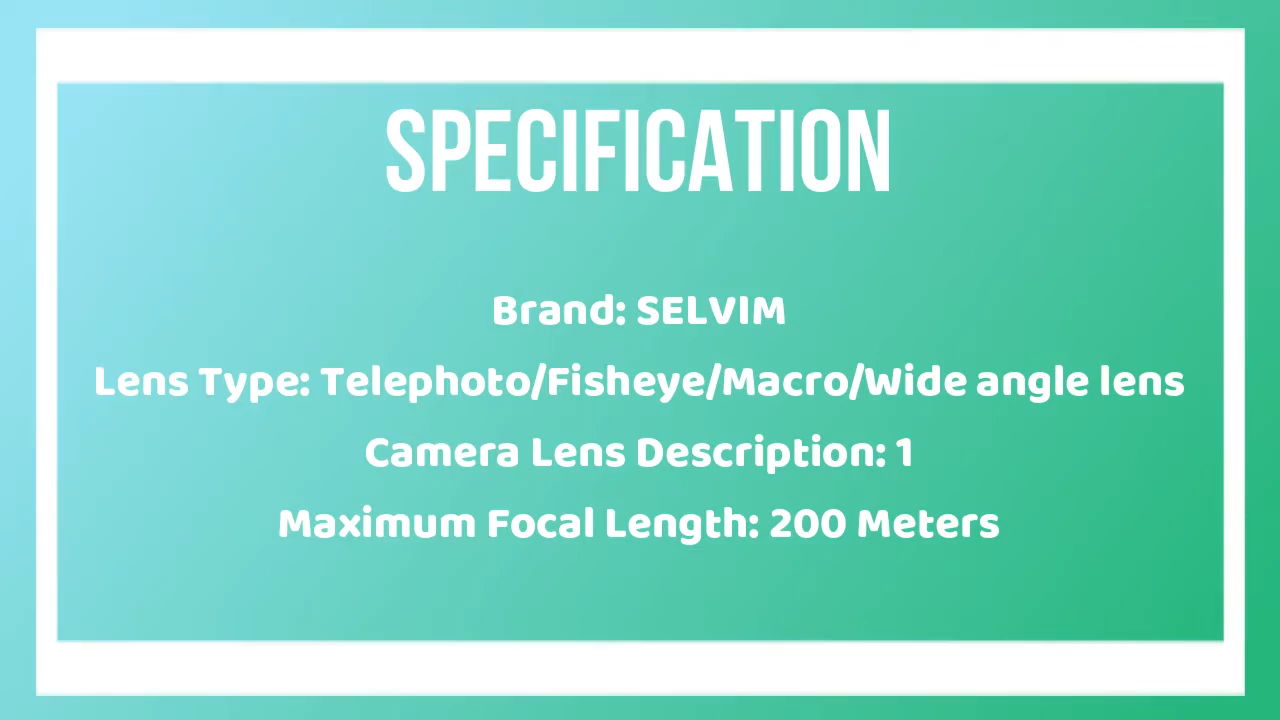 SPECIFICATION
Brand: SELVIM
Lens Type: Telephoto/Fisheye/Macro/Wide angle lens
Camera Lens Description: 1
Maximum Focal Length: 200 Meters